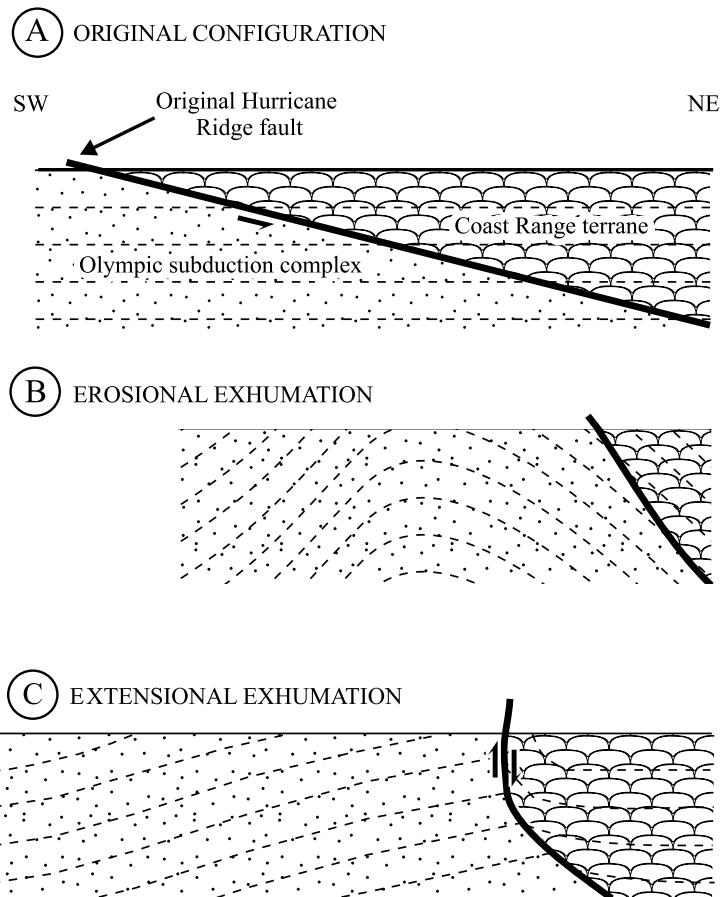 A ORIGINAL CONFIGURATION
SW
Original Hurricane
Ridge fault
NE
Coast Range terrane
Olympic subduction complex
B EROSIONAL EXHUMATION
C EXTENSIONAL EXHUMATION